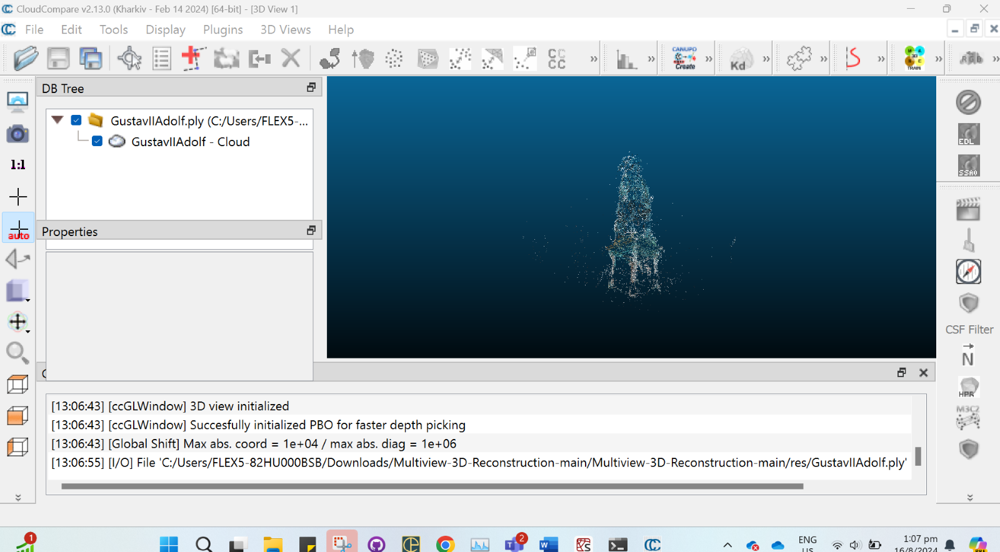 CloudCompare v2.13.0 (Kharkiv - Feb 14 2024) [64-bit] - [3D View 1]
File Edit Tools Display Plugins 3D Views Help
CC CC
CANUPO Create
Kd
M A 3D C TRAIN
RGB
DB Tree
GustavIIAdolf.ply (C:/Users/FLEX5-...
GustavIIAdolf - Cloud
1:1
auto
Properties
EDL
SSAO
CSF Filter
N
HPR
M3C2
[13:06:43] [ccGLWindow] 3D view initialized
[13:06:43] [ccGLWindow] Succesfully initialized PBO for faster depth picking
[13:06:43] [Global Shift] Max abs. coord = 1e+04 / max abs. diag = 1e+06
[13:06:55] [I/O] File 'C:/Users/FLEX5-82HU000BSB/Downloads/Multiview-3D-Reconstruction-main/Multiview-3D-Reconstruction-main/res/GustavIIAdolf.ply'
1
2
ENG
US
1:07 pm
16/8/2024
PRE